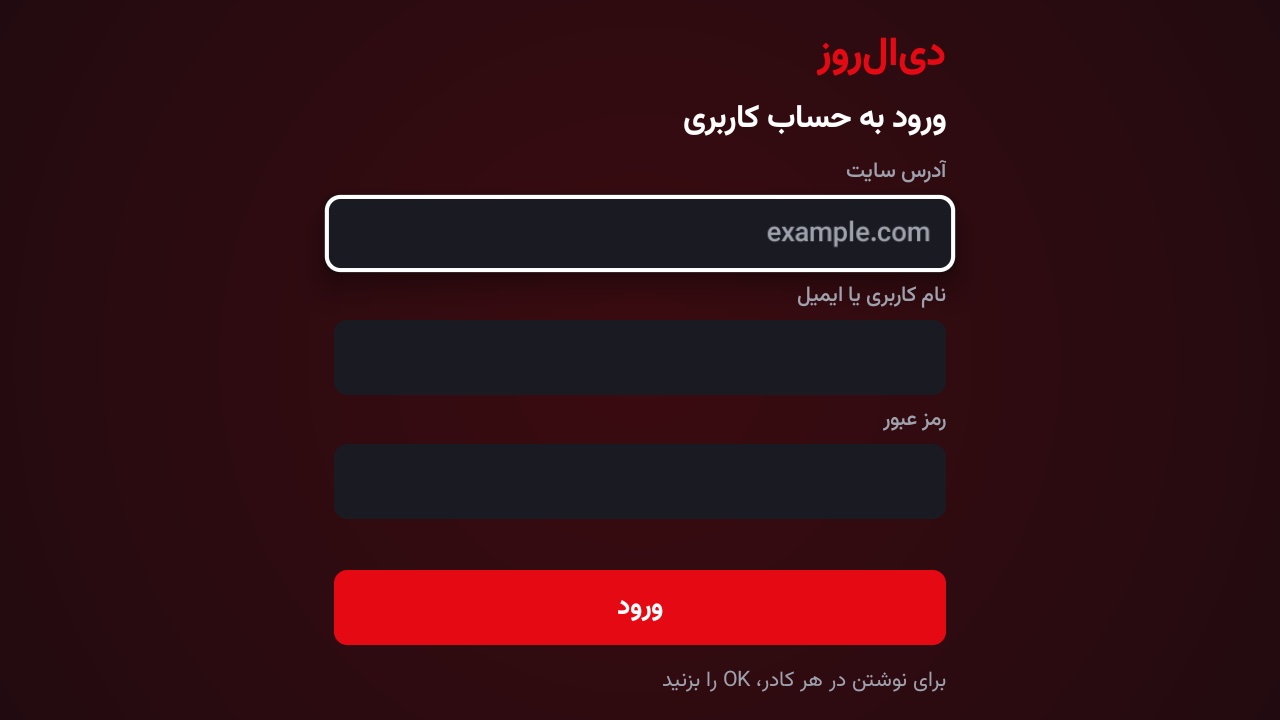 دی‌ال‌روز
ورود به حساب کاربری
آدرس سایت
example.com
نام کاربری یا ایمیل
رمز عبور
ورود
برای نوشتن در هر کادر، OK را بزنید